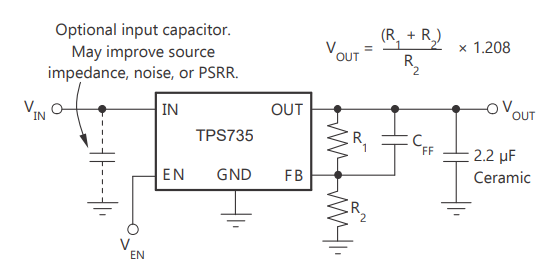 Optional input capacitor.
May improve source
impedance, noise, or PSRR.
V_OUT = (R_1 + R_2) / R_2 × 1.208
V_IN
IN
OUT
V_OUT
TPS735
R_1
C_FF
2.2 µF
Ceramic
EN
GND
FB
R_2
V_EN